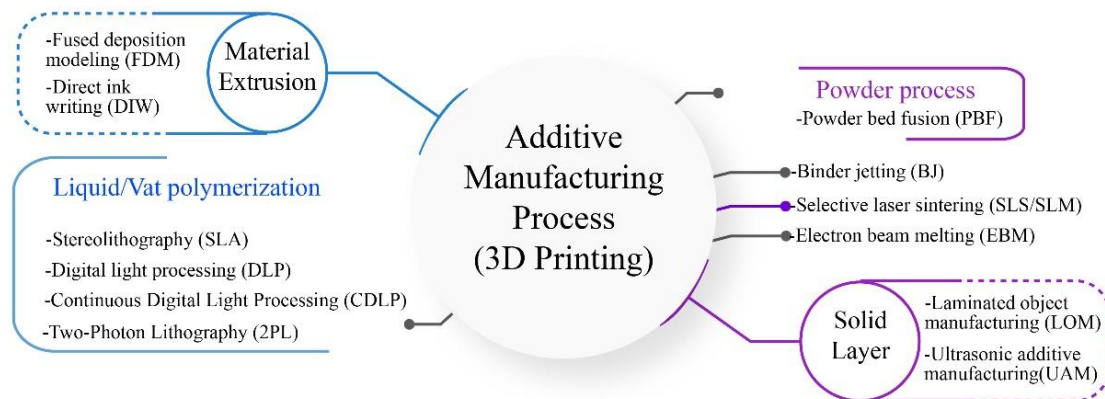 -Fused deposition
modeling (FDM)
-Direct ink
writing (DIW)
Material
Extrusion
Liquid/Vat polymerization
-Stereolithography (SLA)
-Digital light processing (DLP)
-Continuous Digital Light Processing (CDLP)
-Two-Photon Lithography (2PL)
Additive
Manufacturing
Process
(3D Printing)
Powder process
-Powder bed fusion (PBF)
-Binder jetting (BJ)
-Selective laser sintering (SLS/SLM)
-Electron beam melting (EBM)
Solid
Layer
-Laminated object
manufacturing (LOM)
-Ultrasonic additive
manufacturing(UAM)